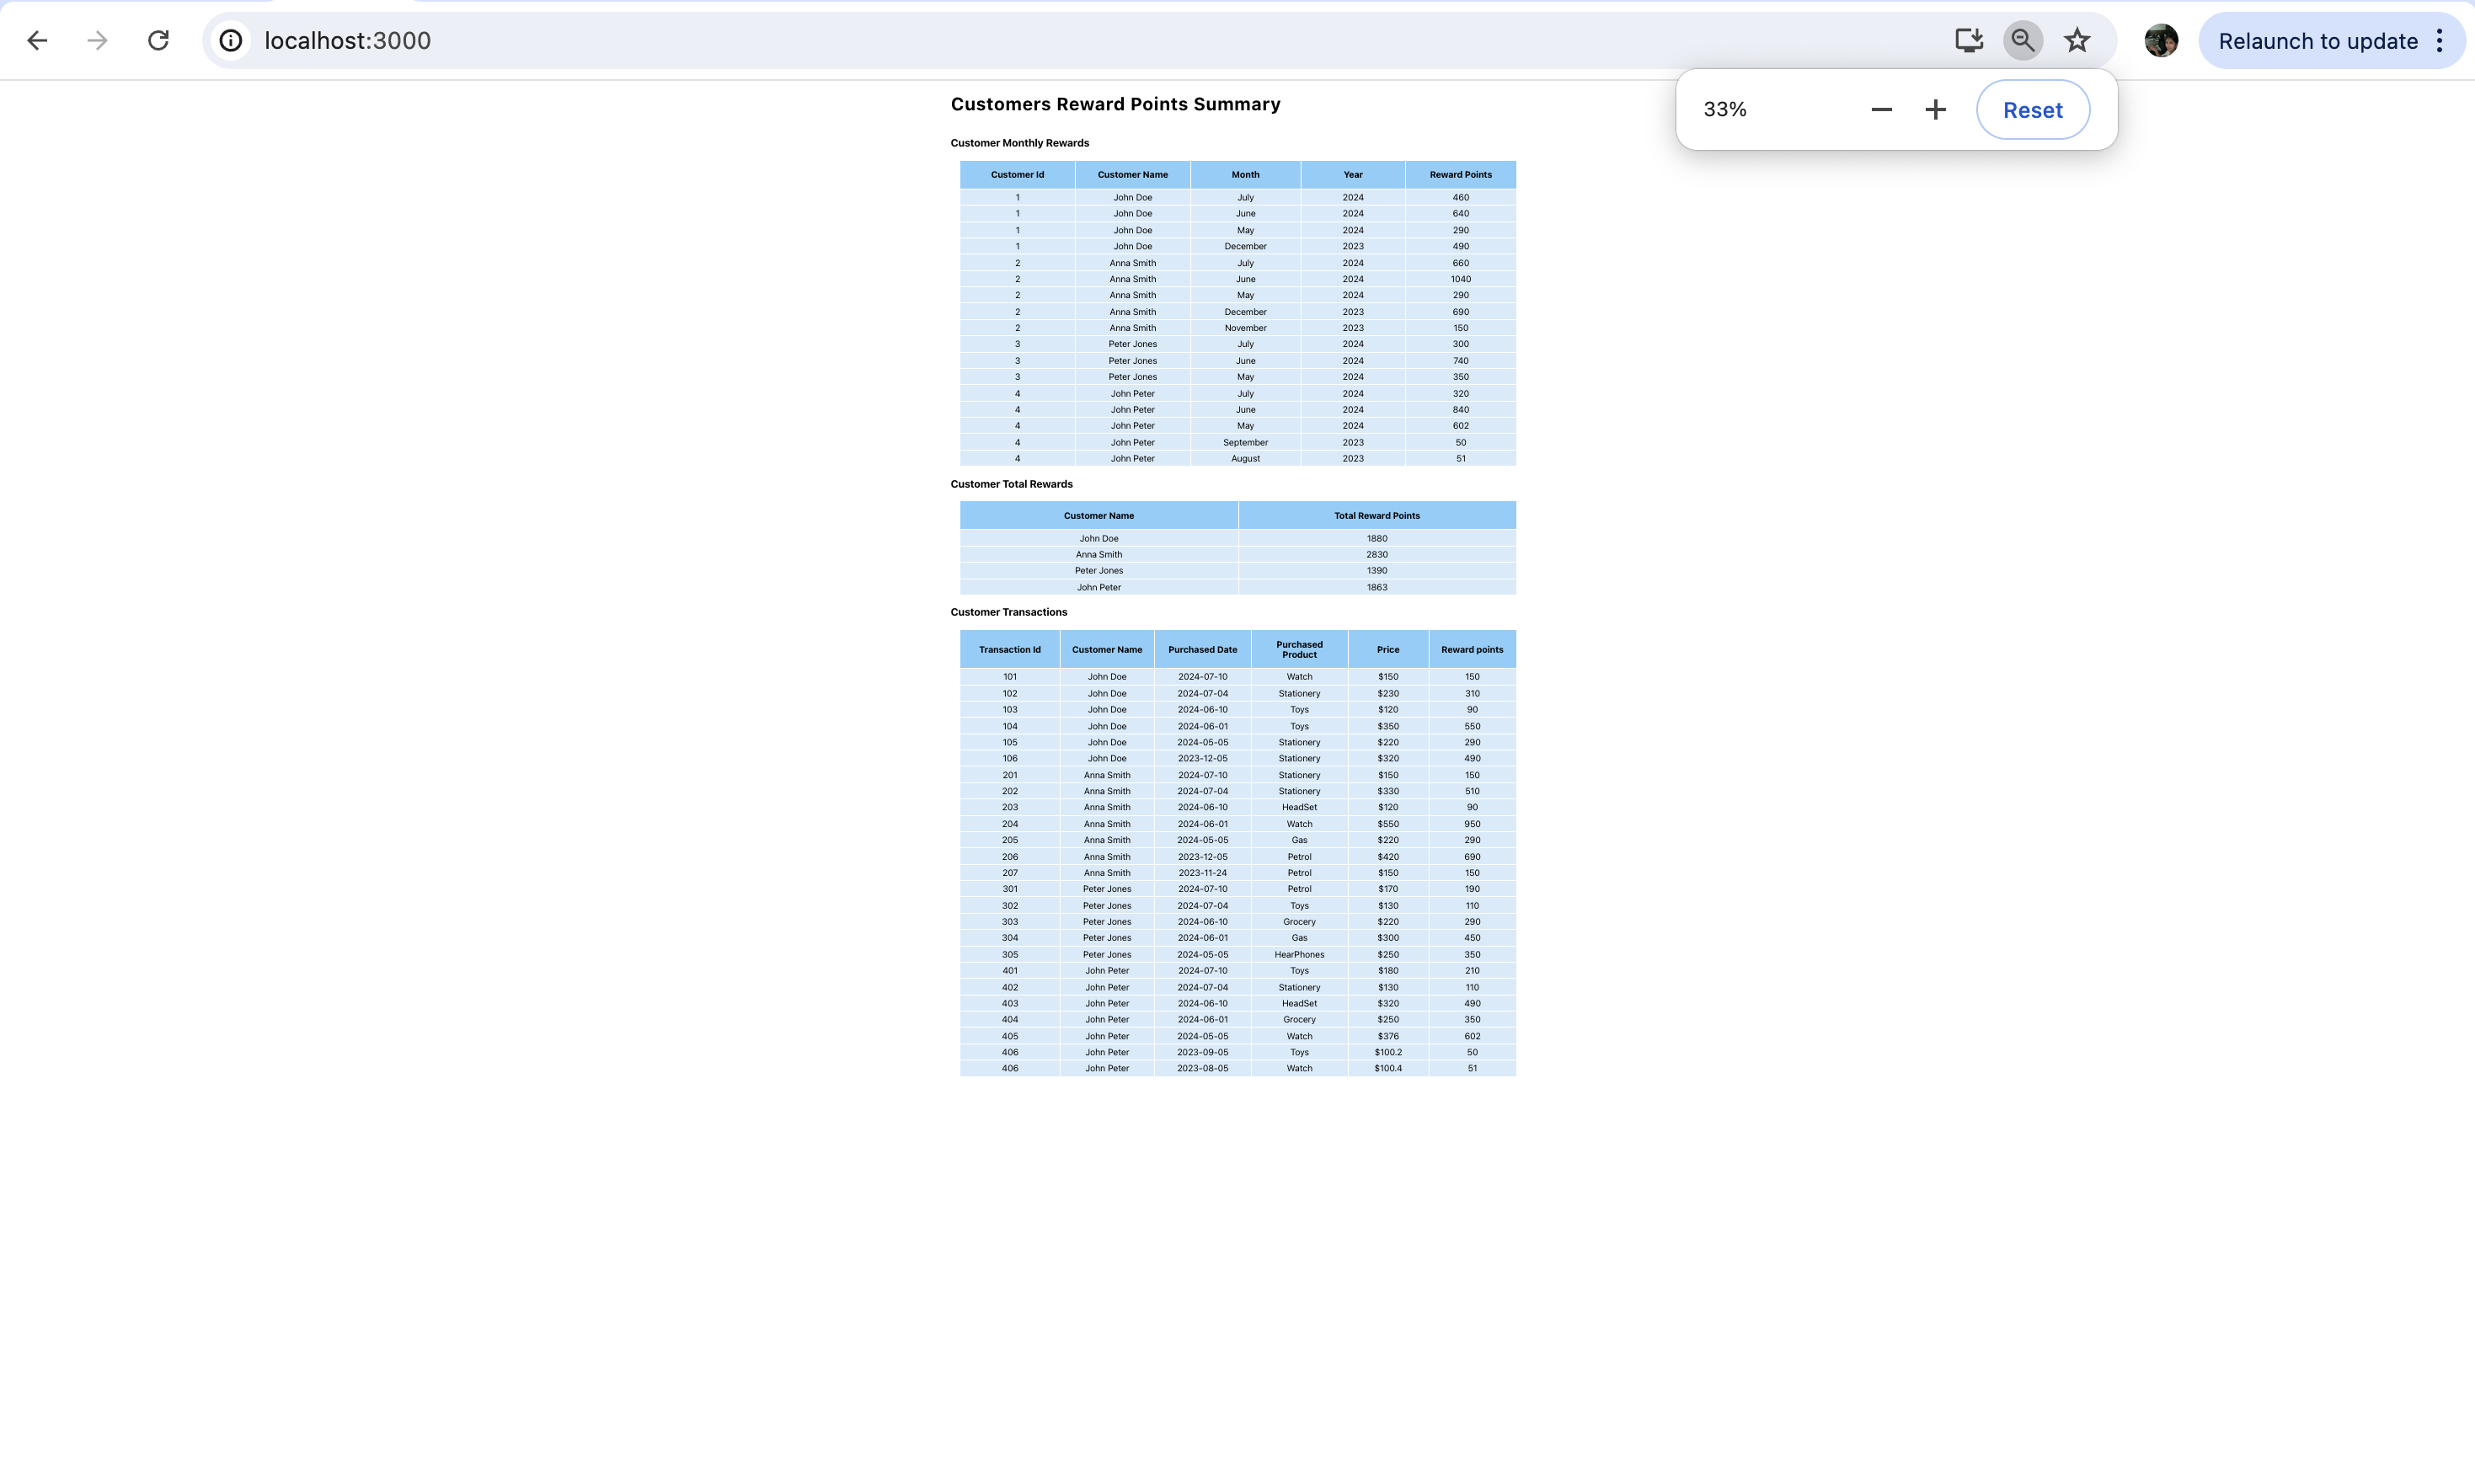 localhost:3000
Relaunch to update
33%
Reset
Customers Reward Points Summary
Customer Monthly Rewards
Customer Id Customer Name Month Year Reward Points
1 John Doe July 2024 460
1 John Doe June 2024 640
1 John Doe May 2024 290
1 John Doe December 2023 490
2 Anna Smith July 2024 660
2 Anna Smith June 2024 1040
2 Anna Smith May 2024 290
2 Anna Smith December 2023 690
2 Anna Smith November 2023 150
3 Peter Jones July 2024 300
3 Peter Jones June 2024 740
3 Peter Jones May 2024 350
4 John Peter July 2024 320
4 John Peter June 2024 840
4 John Peter May 2024 602
4 John Peter September 2023 50
4 John Peter August 2023 51
Customer Total Rewards
Customer Name Total Reward Points
John Doe 1880
Anna Smith 2830
Peter Jones 1390
John Peter 1863
Customer Transactions
Transaction Id Customer Name Purchased Date Purchased Product Price Reward points
101 John Doe 2024-07-10 Watch $150 150
102 John Doe 2024-07-04 Stationery $230 310
103 John Doe 2024-06-10 Toys $120 90
104 John Doe 2024-06-01 Toys $350 550
105 John Doe 2024-05-05 Stationery $220 290
106 John Doe 2023-12-05 Stationery $320 490
201 Anna Smith 2024-07-10 Stationery $150 150
202 Anna Smith 2024-07-04 Stationery $330 510
203 Anna Smith 2024-06-10 HeadSet $120 90
204 Anna Smith 2024-06-01 Watch $550 950
205 Anna Smith 2024-05-05 Gas $220 290
206 Anna Smith 2023-12-05 Petrol $420 690
207 Anna Smith 2023-11-24 Petrol $150 150
301 Peter Jones 2024-07-10 Petrol $170 190
302 Peter Jones 2024-07-04 Toys $130 110
303 Peter Jones 2024-06-10 Grocery $220 290
304 Peter Jones 2024-06-01 Gas $300 450
305 Peter Jones 2024-05-05 HearPhones $250 350
401 John Peter 2024-07-10 Toys $180 210
402 John Peter 2024-07-04 Stationery $130 110
403 John Peter 2024-06-10 HeadSet $320 490
404 John Peter 2024-06-01 Grocery $250 350
405 John Peter 2024-05-05 Watch $376 602
406 John Peter 2023-09-05 Toys $100.2 50
406 John Peter 2023-08-05 Watch $100.4 51